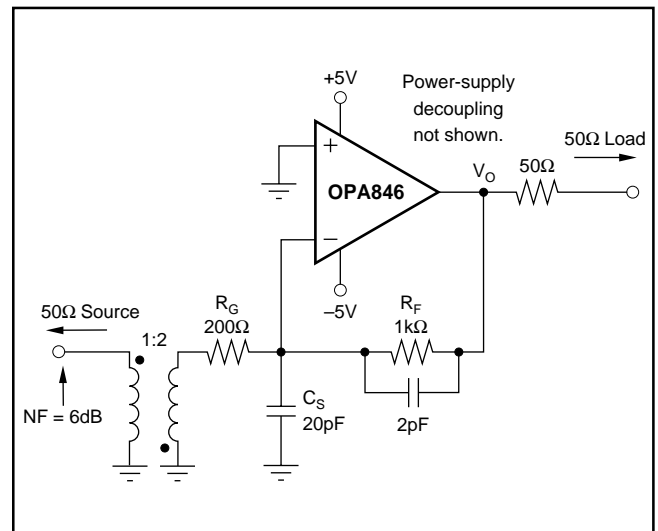 +5V
Power-supply
decoupling
not shown.
50Ω Load
+
OPA846
VO
50Ω
–
–5V
50Ω Source
1:2
RG
200Ω
RF
1kΩ
NF = 6dB
CS
20pF
2pF